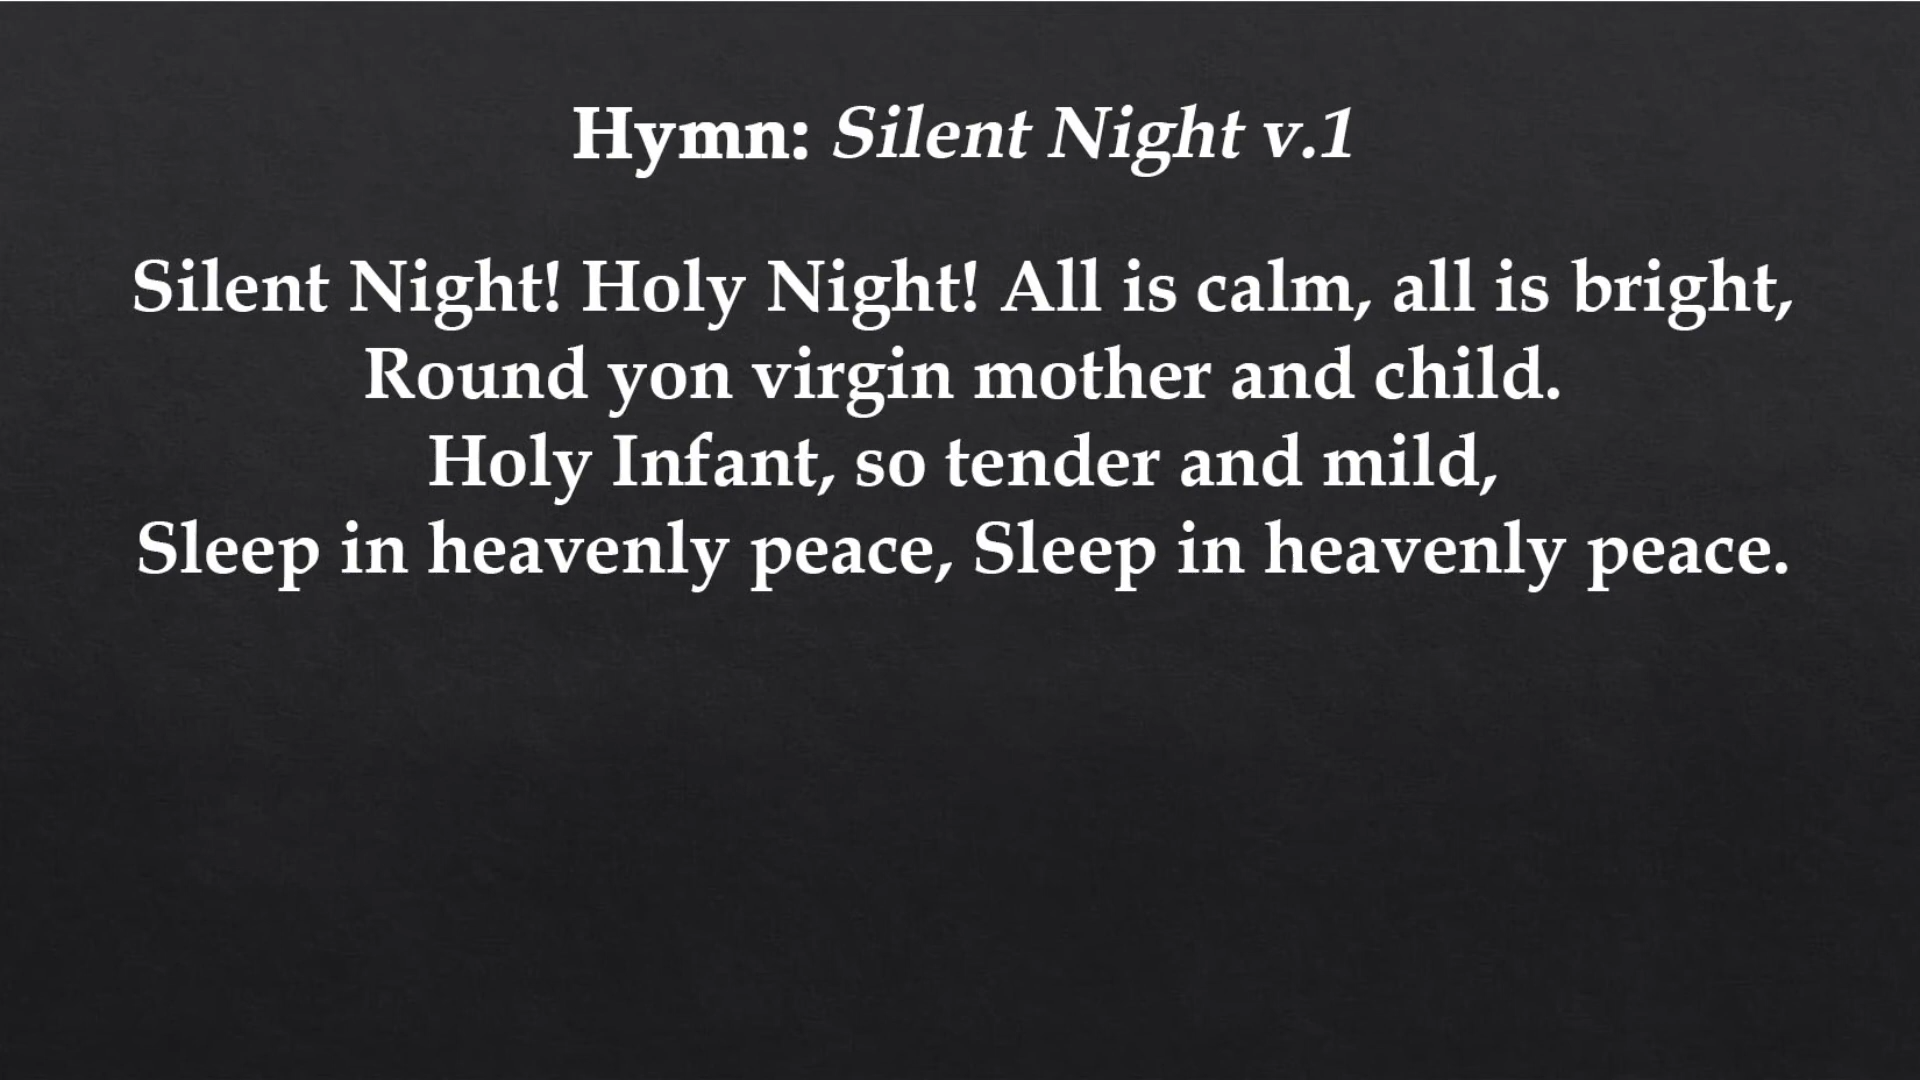 Hymn: Silent Night v.1
Silent Night! Holy Night! All is calm, all is bright,
Round yon virgin mother and child.
Holy Infant, so tender and mild,
Sleep in heavenly peace, Sleep in heavenly peace.